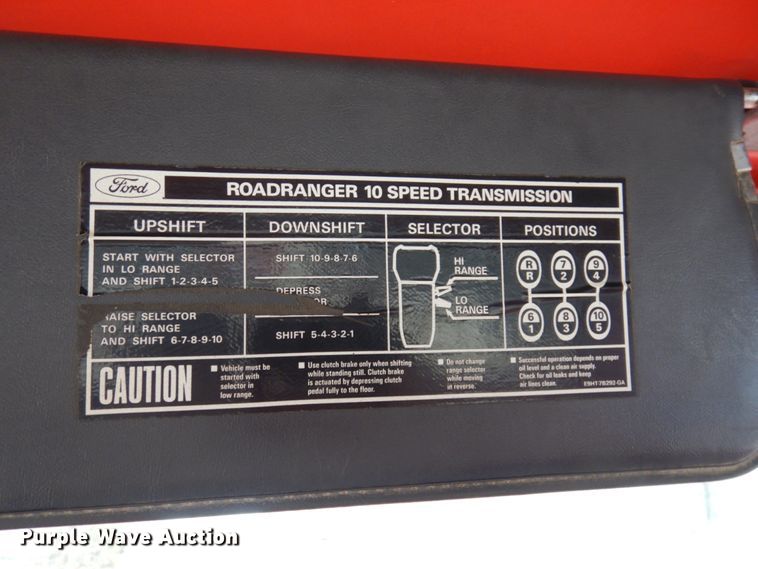 Ford
ROADRANGER 10 SPEED TRANSMISSION
UPSHIFT
START WITH SELECTOR
IN LO RANGE
AND SHIFT 1-2-3-4-5
RAISE SELECTOR
TO HI RANGE
AND SHIFT 6-7-8-9-10
DOWNSHIFT
SHIFT 10-9-8-7-6
DEPRESS
SHIFT 5-4-3-2-1
SELECTOR
HI
RANGE
LO
RANGE
POSITIONS
R 7 9
R 2 4
6 8 10
1 3 5
CAUTION
■ Vehicle must be
started with
selector in
low range.
■ Use clutch brake only when shifting
while standing still. Clutch brake
is actuated by depressing clutch
pedal fully to the floor.
■ Do not change
range selector
while moving
in reverse.
■ Successful operation depends on proper
oil level and a clean air supply.
Check for oil leaks and keep
air lines clean.
E9HT-7B292-GA
Purple Wave Auction